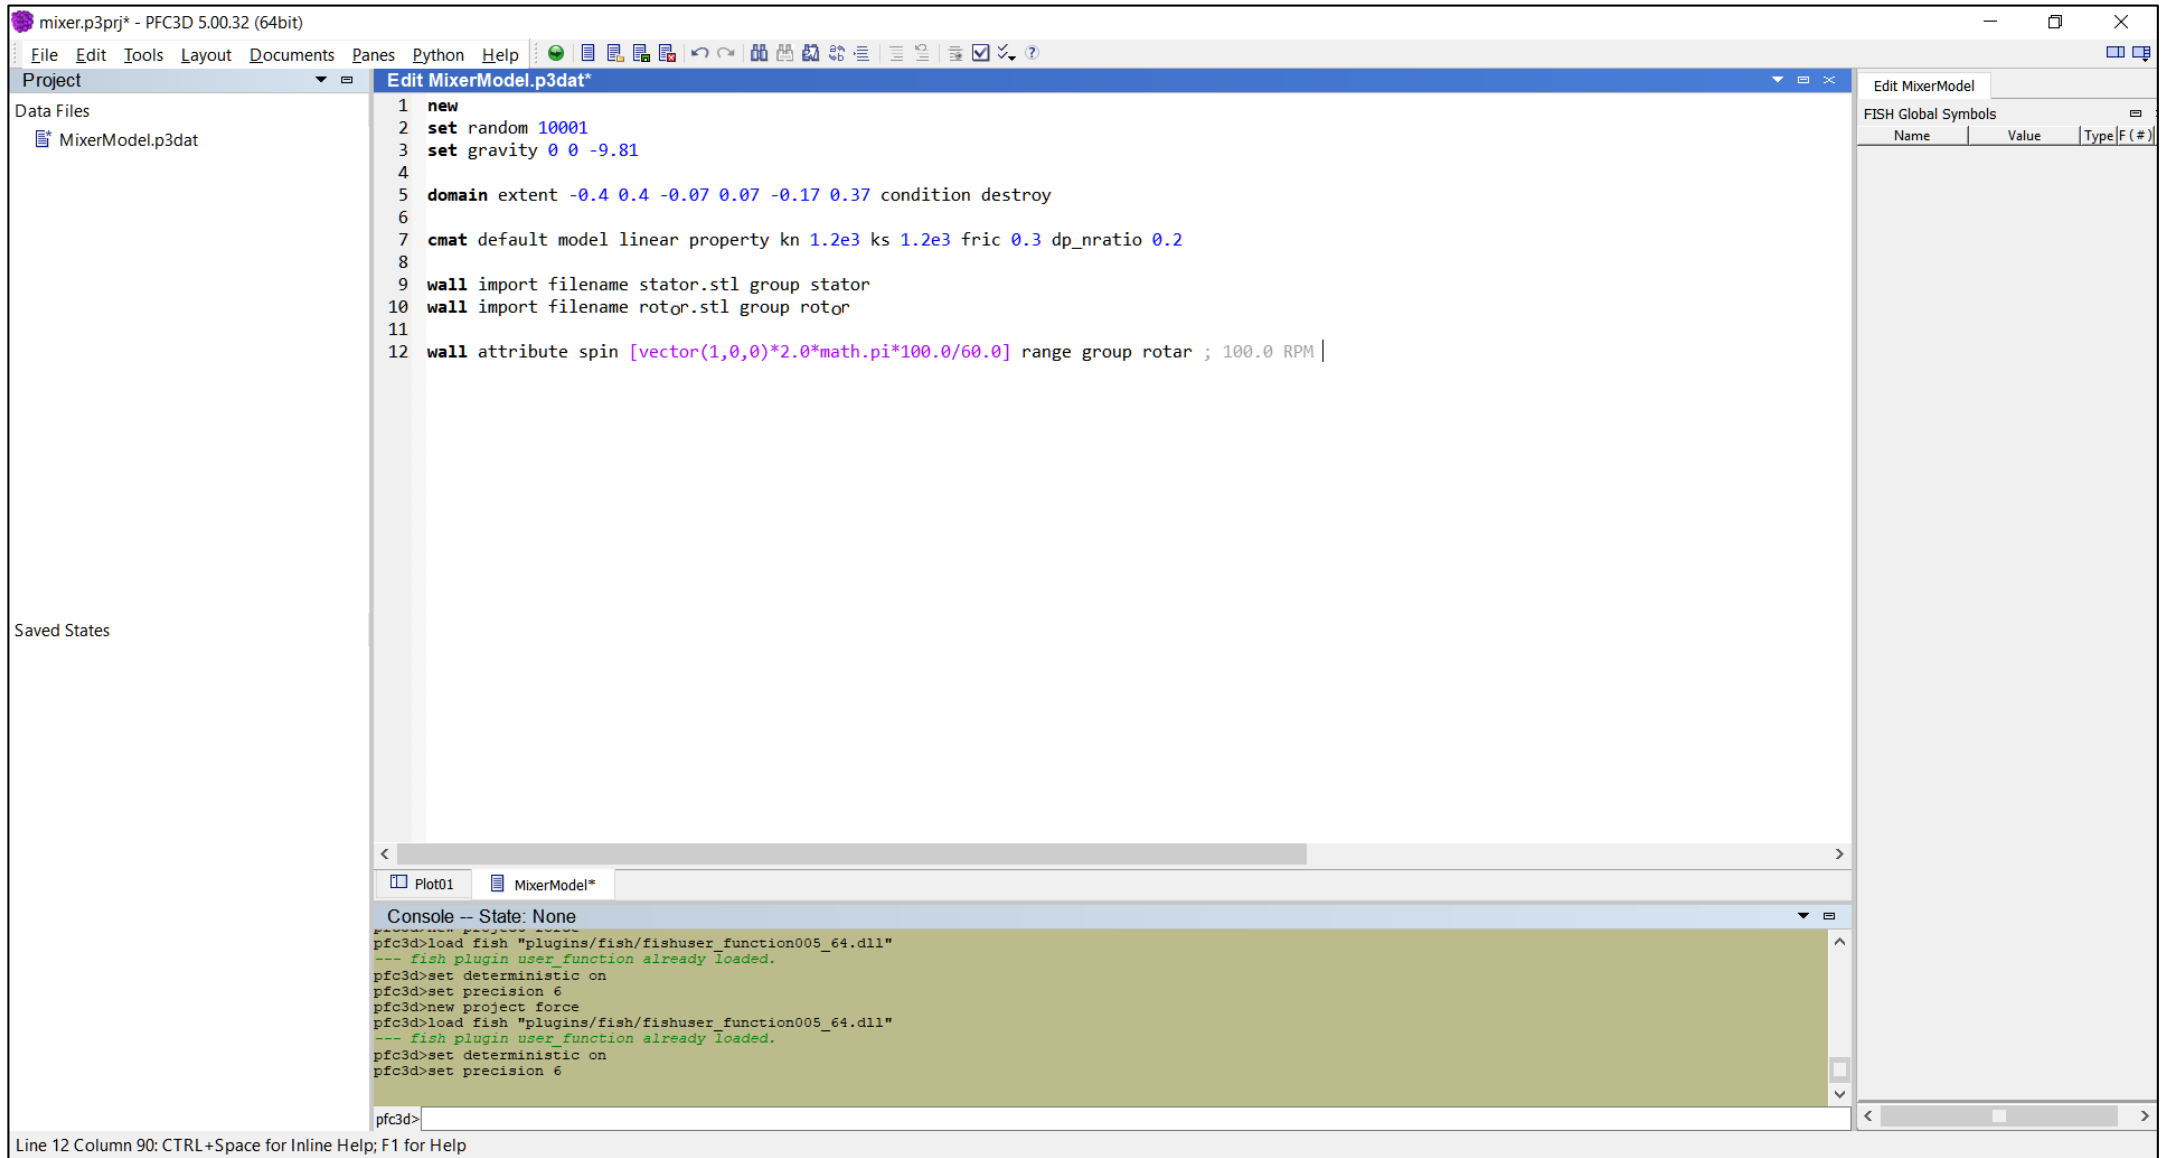 mixer.p3prj* - PFC3D 5.00.32 (64bit)
File Edit Tools Layout Documents Panes Python Help
Project
Data Files
MixerModel.p3dat
Saved States
Edit MixerModel.p3dat*
1 new
2 set random 10001
3 set gravity 0 0 -9.81
4
5 domain extent -0.4 0.4 -0.07 0.07 -0.17 0.37 condition destroy
6
7 cmat default model linear property kn 1.2e3 ks 1.2e3 fric 0.3 dp_nratio 0.2
8
9 wall import filename stator.stl group stator
10 wall import filename rotor.stl group rotor
11
12 wall attribute spin [vector(1,0,0)*2.0*math.pi*100.0/60.0] range group rotar ; 100.0 RPM
Plot01 MixerModel*
Console -- State: None
pfc3d>new project force
pfc3d>load fish "plugins/fish/fishuser_function005_64.dll"
--- fish plugin user_function already loaded.
pfc3d>set deterministic on
pfc3d>set precision 6
pfc3d>new project force
pfc3d>load fish "plugins/fish/fishuser_function005_64.dll"
--- fish plugin user_function already loaded.
pfc3d>set deterministic on
pfc3d>set precision 6
pfc3d>
Edit MixerModel
FISH Global Symbols
Name Value Type F ( # )
Line 12 Column 90: CTRL+Space for Inline Help; F1 for Help